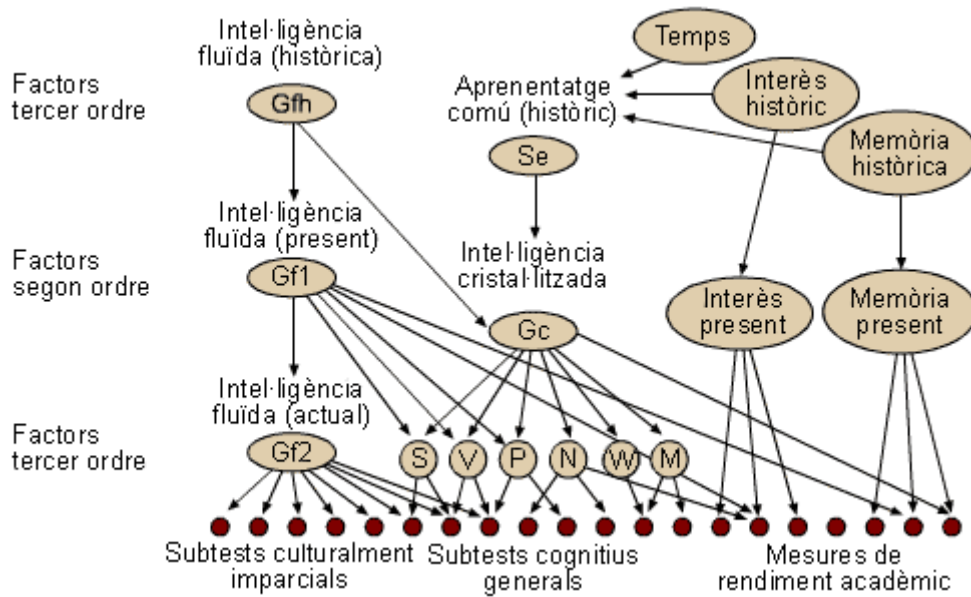 Intel·ligència
fluïda (històrica)
Temps
Factors
tercer ordre
Gfh
Aprenentatge
comú (històric)
Interès
històric
Se
Memòria
històrica
Intel·ligència
fluïda (present)
Factors
segon ordre
Gf1
Intel·ligència
cristal·litzada
Gc
Interès
present
Memòria
present
Intel·ligència
fluïda (actual)
Factors
tercer ordre
Gf2
S
V
P
N
W
M
Subtests culturalment
imparcials
Subtests cognitius
generals
Mesures de
rendiment acadèmic